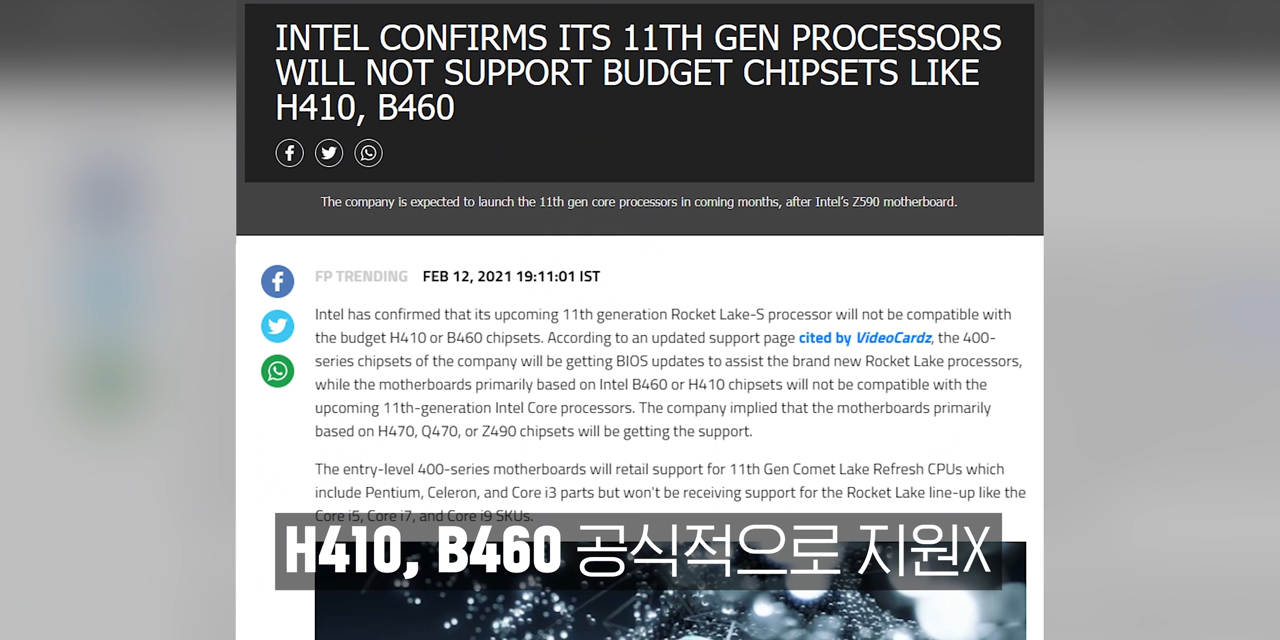 INTEL CONFIRMS ITS 11TH GEN PROCESSORS
WILL NOT SUPPORT BUDGET CHIPSETS LIKE
H410, B460
The company is expected to launch the 11th gen core processors in coming months, after Intel's Z590 motherboard.
FP TRENDING FEB 12, 2021 19:11:01 IST
Intel has confirmed that its upcoming 11th generation Rocket Lake-S processor will not be compatible with
the budget H410 or B460 chipsets. According to an updated support page cited by VideoCardz, the 400-
series chipsets of the company will be getting BIOS updates to assist the brand new Rocket Lake processors,
while the motherboards primarily based on Intel B460 or H410 chipsets will not be compatible with the
upcoming 11th-generation Intel Core processors. The company implied that the motherboards primarily
based on H470, Q470, or Z490 chipsets will be getting the support.
The entry-level 400-series motherboards will retail support for 11th Gen Comet Lake Refresh CPUs which
include Pentium, Celeron, and Core i3 parts but won't be receiving support for the Rocket Lake line-up like the
Core i5, Core i7, and Core i9 SKUs.
H410, B460 공식적으로 지원X